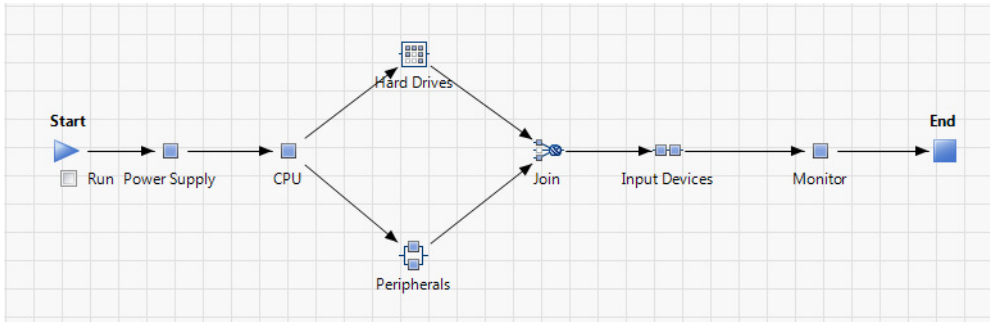 Hard Drives
Start
End
Run
Power Supply
CPU
Join
Input Devices
Monitor
Peripherals